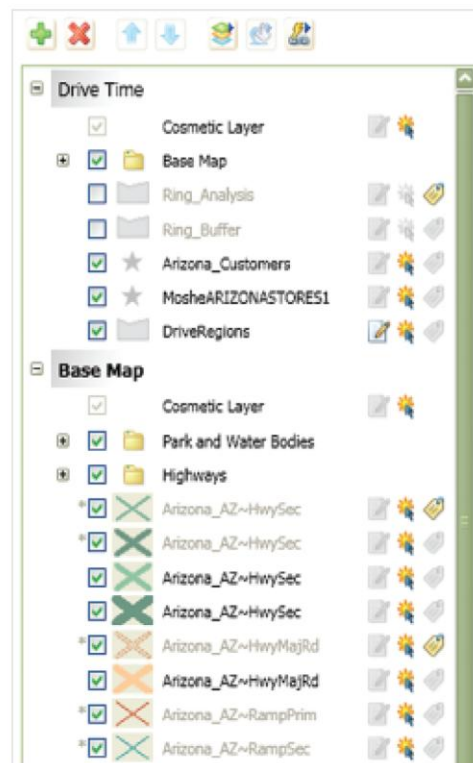 Drive Time
Cosmetic Layer
Base Map
Ring_Analysis
Ring_Buffer
Arizona_Customers
MosheARIZONASTORES1
DriveRegions
Base Map
Cosmetic Layer
Park and Water Bodies
Highways
*Arizona_AZ~HwySec
*Arizona_AZ~HwySec
Arizona_AZ~HwySec
Arizona_AZ~HwySec
*Arizona_AZ~HwyMajRd
Arizona_AZ~HwyMajRd
*Arizona_AZ~RampPrim
*Arizona_AZ~RampSec